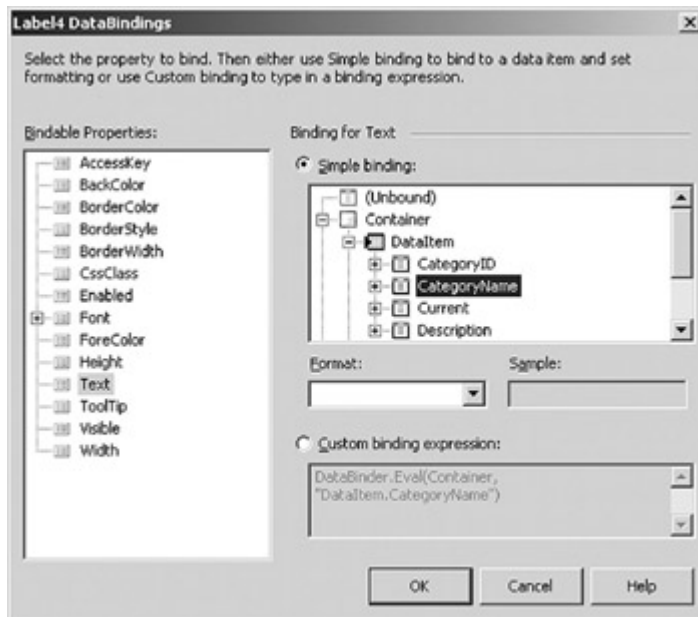 Label4 DataBindings
Select the property to bind. Then either use Simple binding to bind to a data item and set
formatting or use Custom binding to type in a binding expression.
Bindable Properties:
AccessKey
BackColor
BorderColor
BorderStyle
BorderWidth
CssClass
Enabled
Font
ForeColor
Height
Text
ToolTip
Visible
Width
Binding for Text
Simple binding:
(Unbound)
Container
DataItem
CategoryID
CategoryName
Current
Description
Format:
Sample:
Custom binding expression:
DataBinder.Eval(Container,
"DataItem.CategoryName")
OK
Cancel
Help